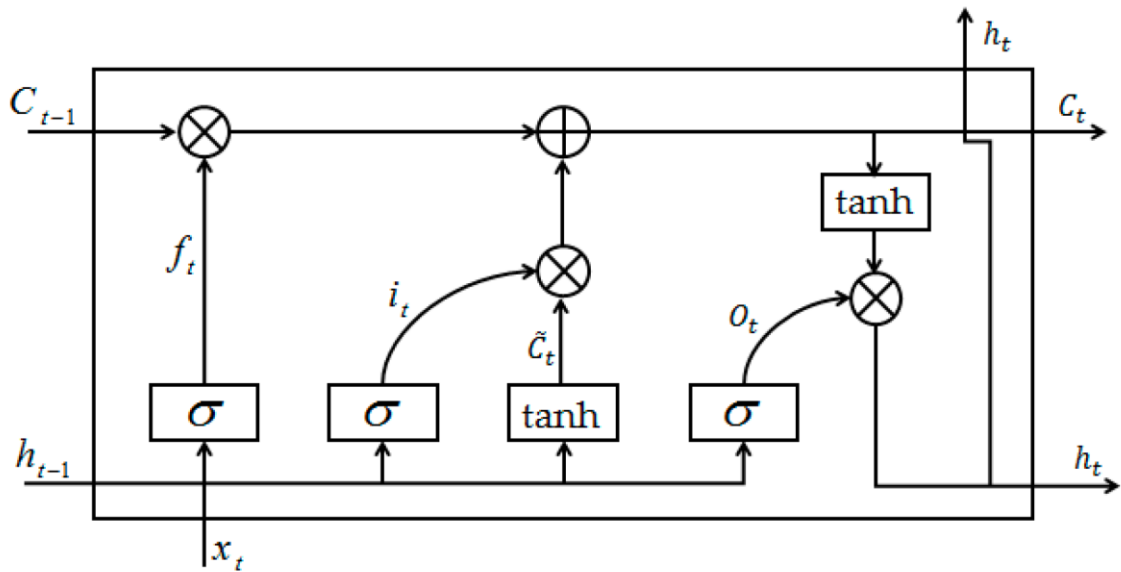 h_t
C_{t-1}
C_t
tanh
f_t
i_t
O_t
C̃_t
σ
σ
tanh
σ
h_{t-1}
h_t
x_t